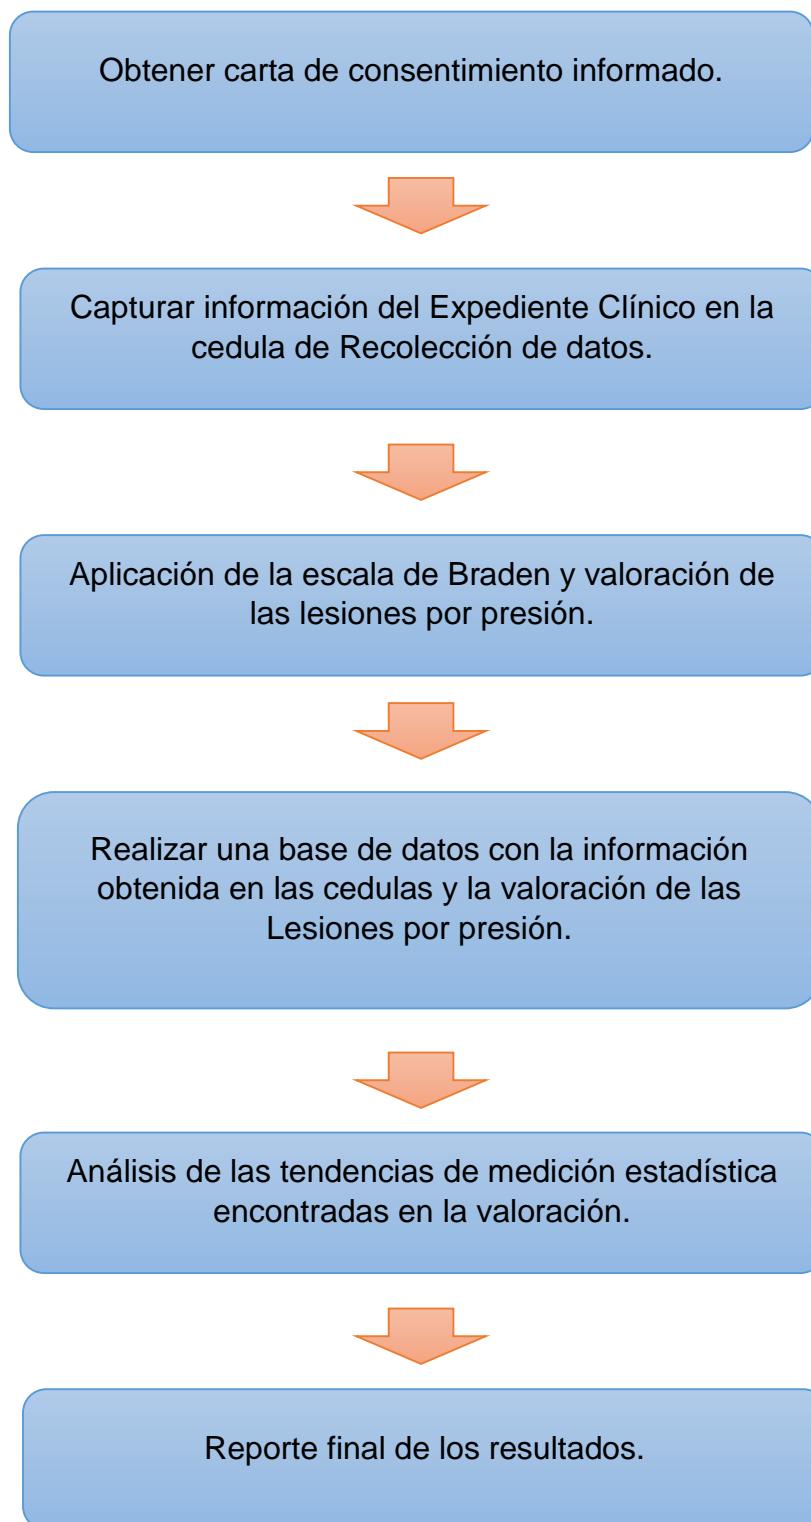 Obtener carta de consentimiento informado.
Capturar información del Expediente Clínico en la
cedula de Recolección de datos.
Aplicación de la escala de Braden y valoración de
las lesiones por presión.
Realizar una base de datos con la información
obtenida en las cedulas y la valoración de las
Lesiones por presión.
Análisis de las tendencias de medición estadística
encontradas en la valoración.
Reporte final de los resultados.